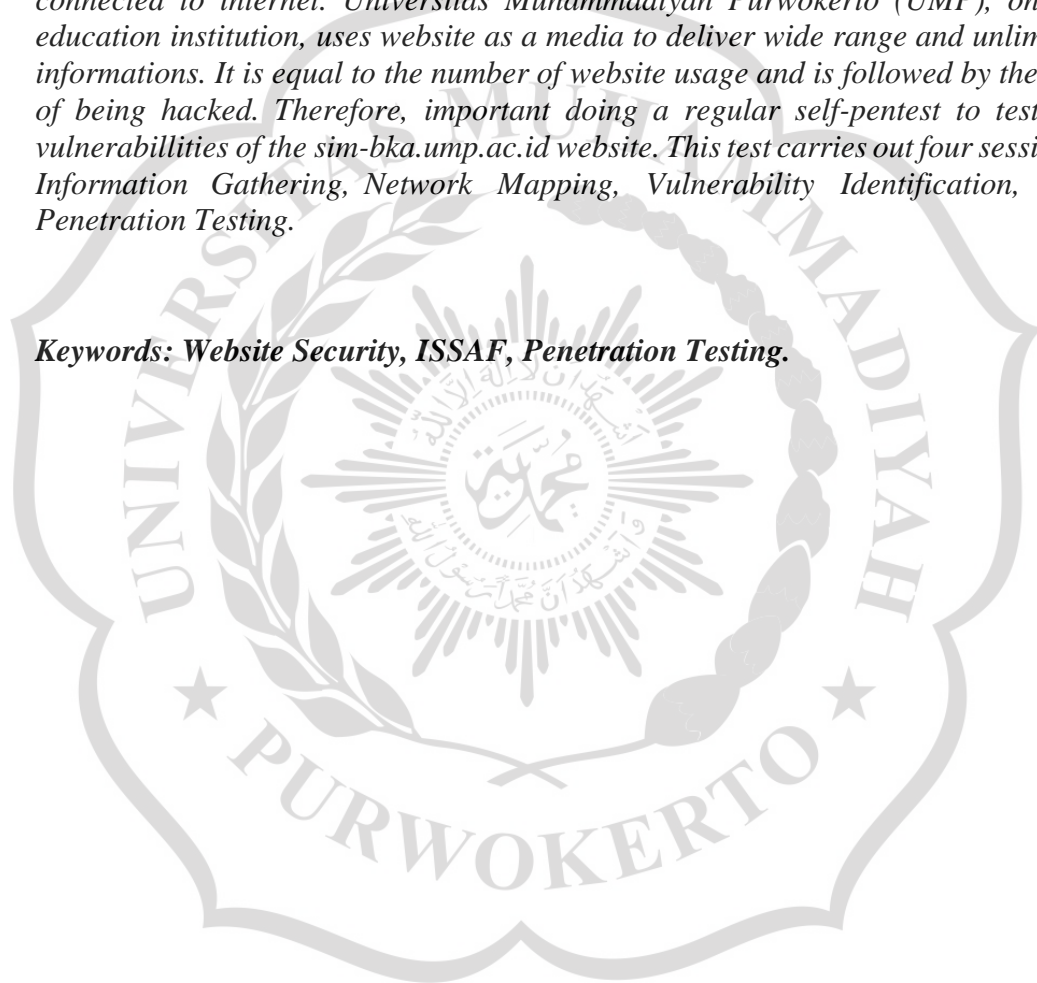 connected to internet. Universitas Muhammadiyah Purwokerto (UMP), on
education institution, uses website as a media to deliver wide range and unlim
informations. It is equal to the number of website usage and is followed by the
of being hacked. Therefore, important doing a regular self-pentest to test
vulnerabillities of the sim-bka.ump.ac.id website. This test carries out four sessi
Information Gathering, Network Mapping, Vulnerability Identification,
Penetration Testing.
Keywords: Website Security, ISSAF, Penetration Testing.
UNIVERSITAS MUHAMMADIYAH
PURWOKERTO